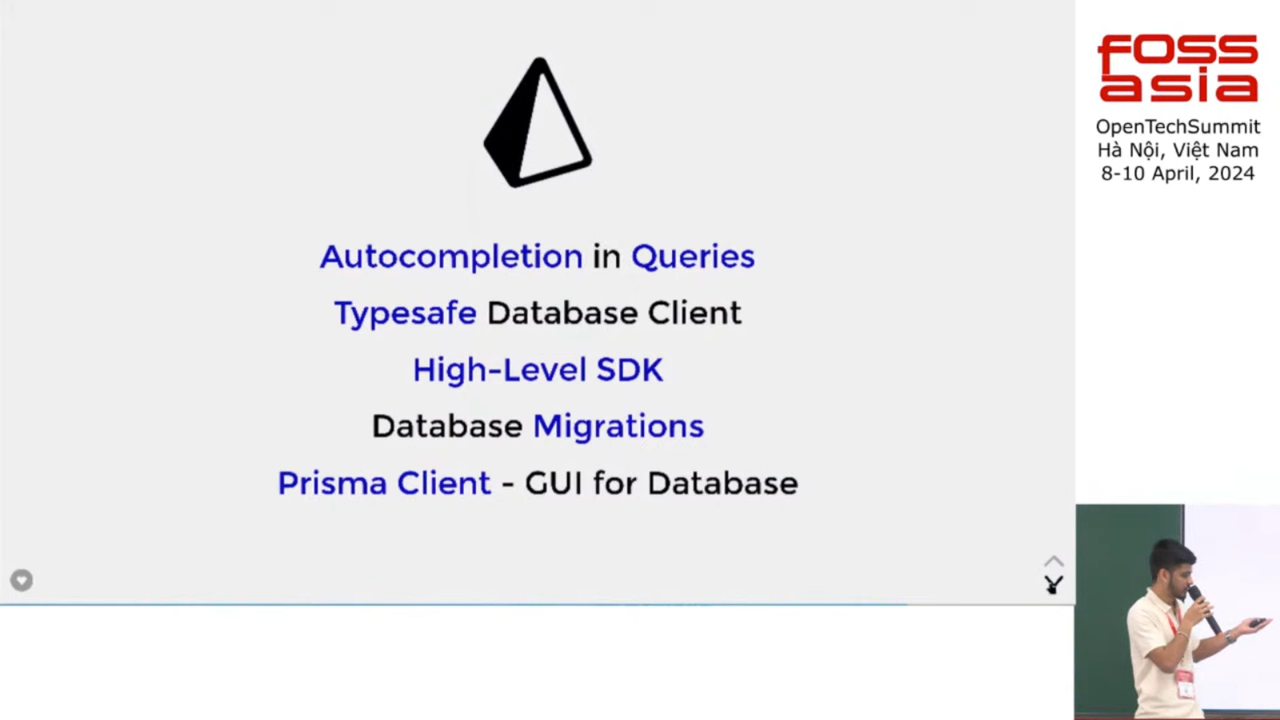 Autocompletion in Queries
Typesafe Database Client
High-Level SDK
Database Migrations
Prisma Client - GUI for Database
FOSS
asia
OpenTechSummit
Hà Nội, Việt Nam
8-10 April, 2024